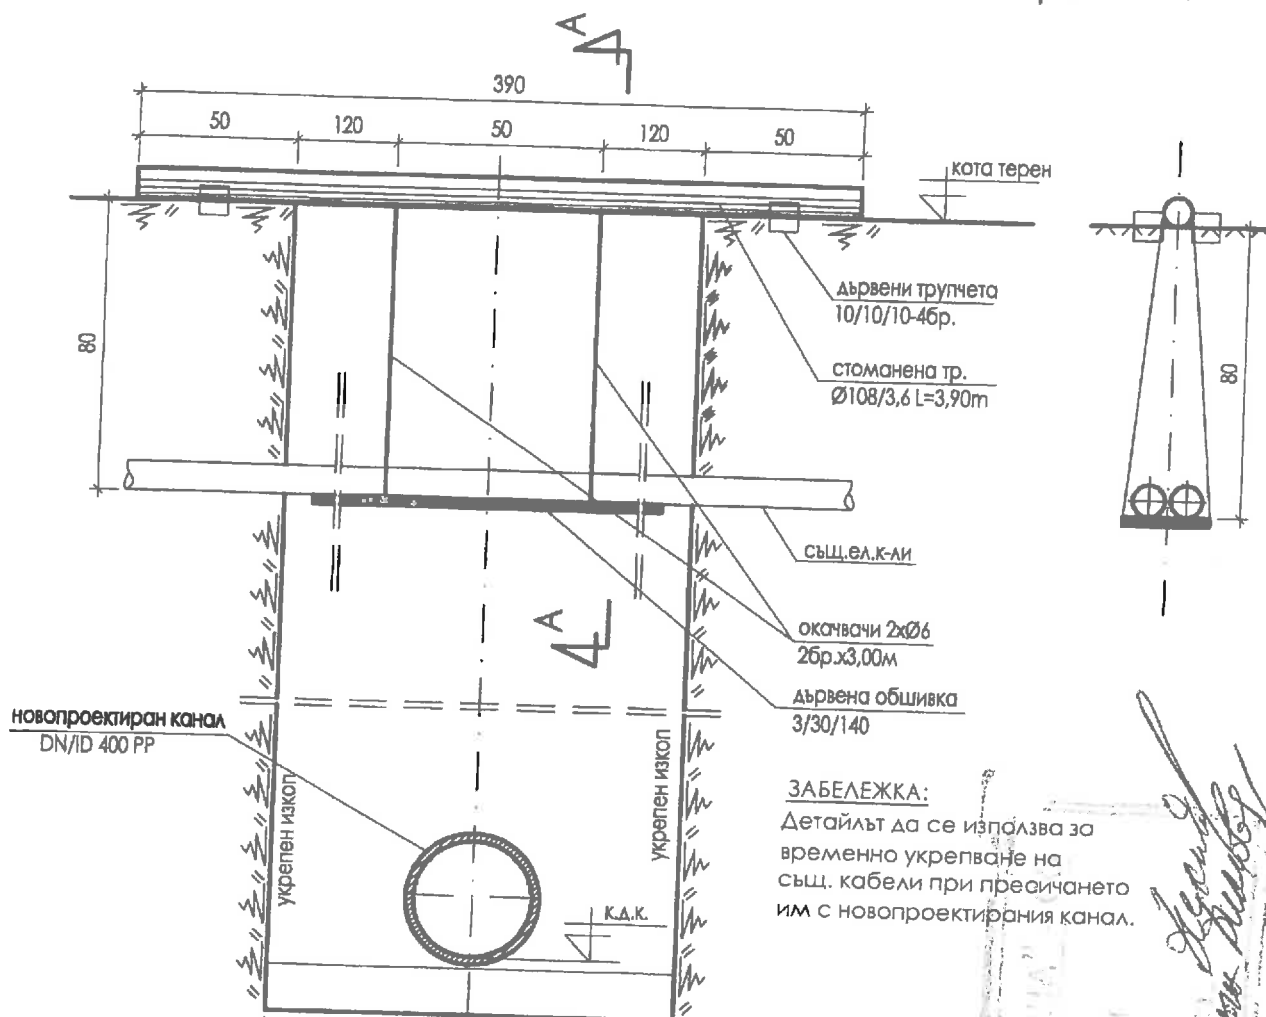 A
390
50 120 50 120 50
кота терен
80
дървени трупчета
10/10/10-4бр.
стоманена тр.
Ø108/3,6 L=3,90m
80
същ.ел.к-ли
A
окачвачи 2xØ6
2бр.x3,00м
дървена обшивка
3/30/140
новопроектиран канал
DN/ID 400 PP
укрепен изкоп
укрепен изкоп
к.д.к.
ЗАБЕЛЕЖКА:
Детайлът да се използва за
временно укрепване на
същ. кабели при пресичането
им с новопроектирания канал.